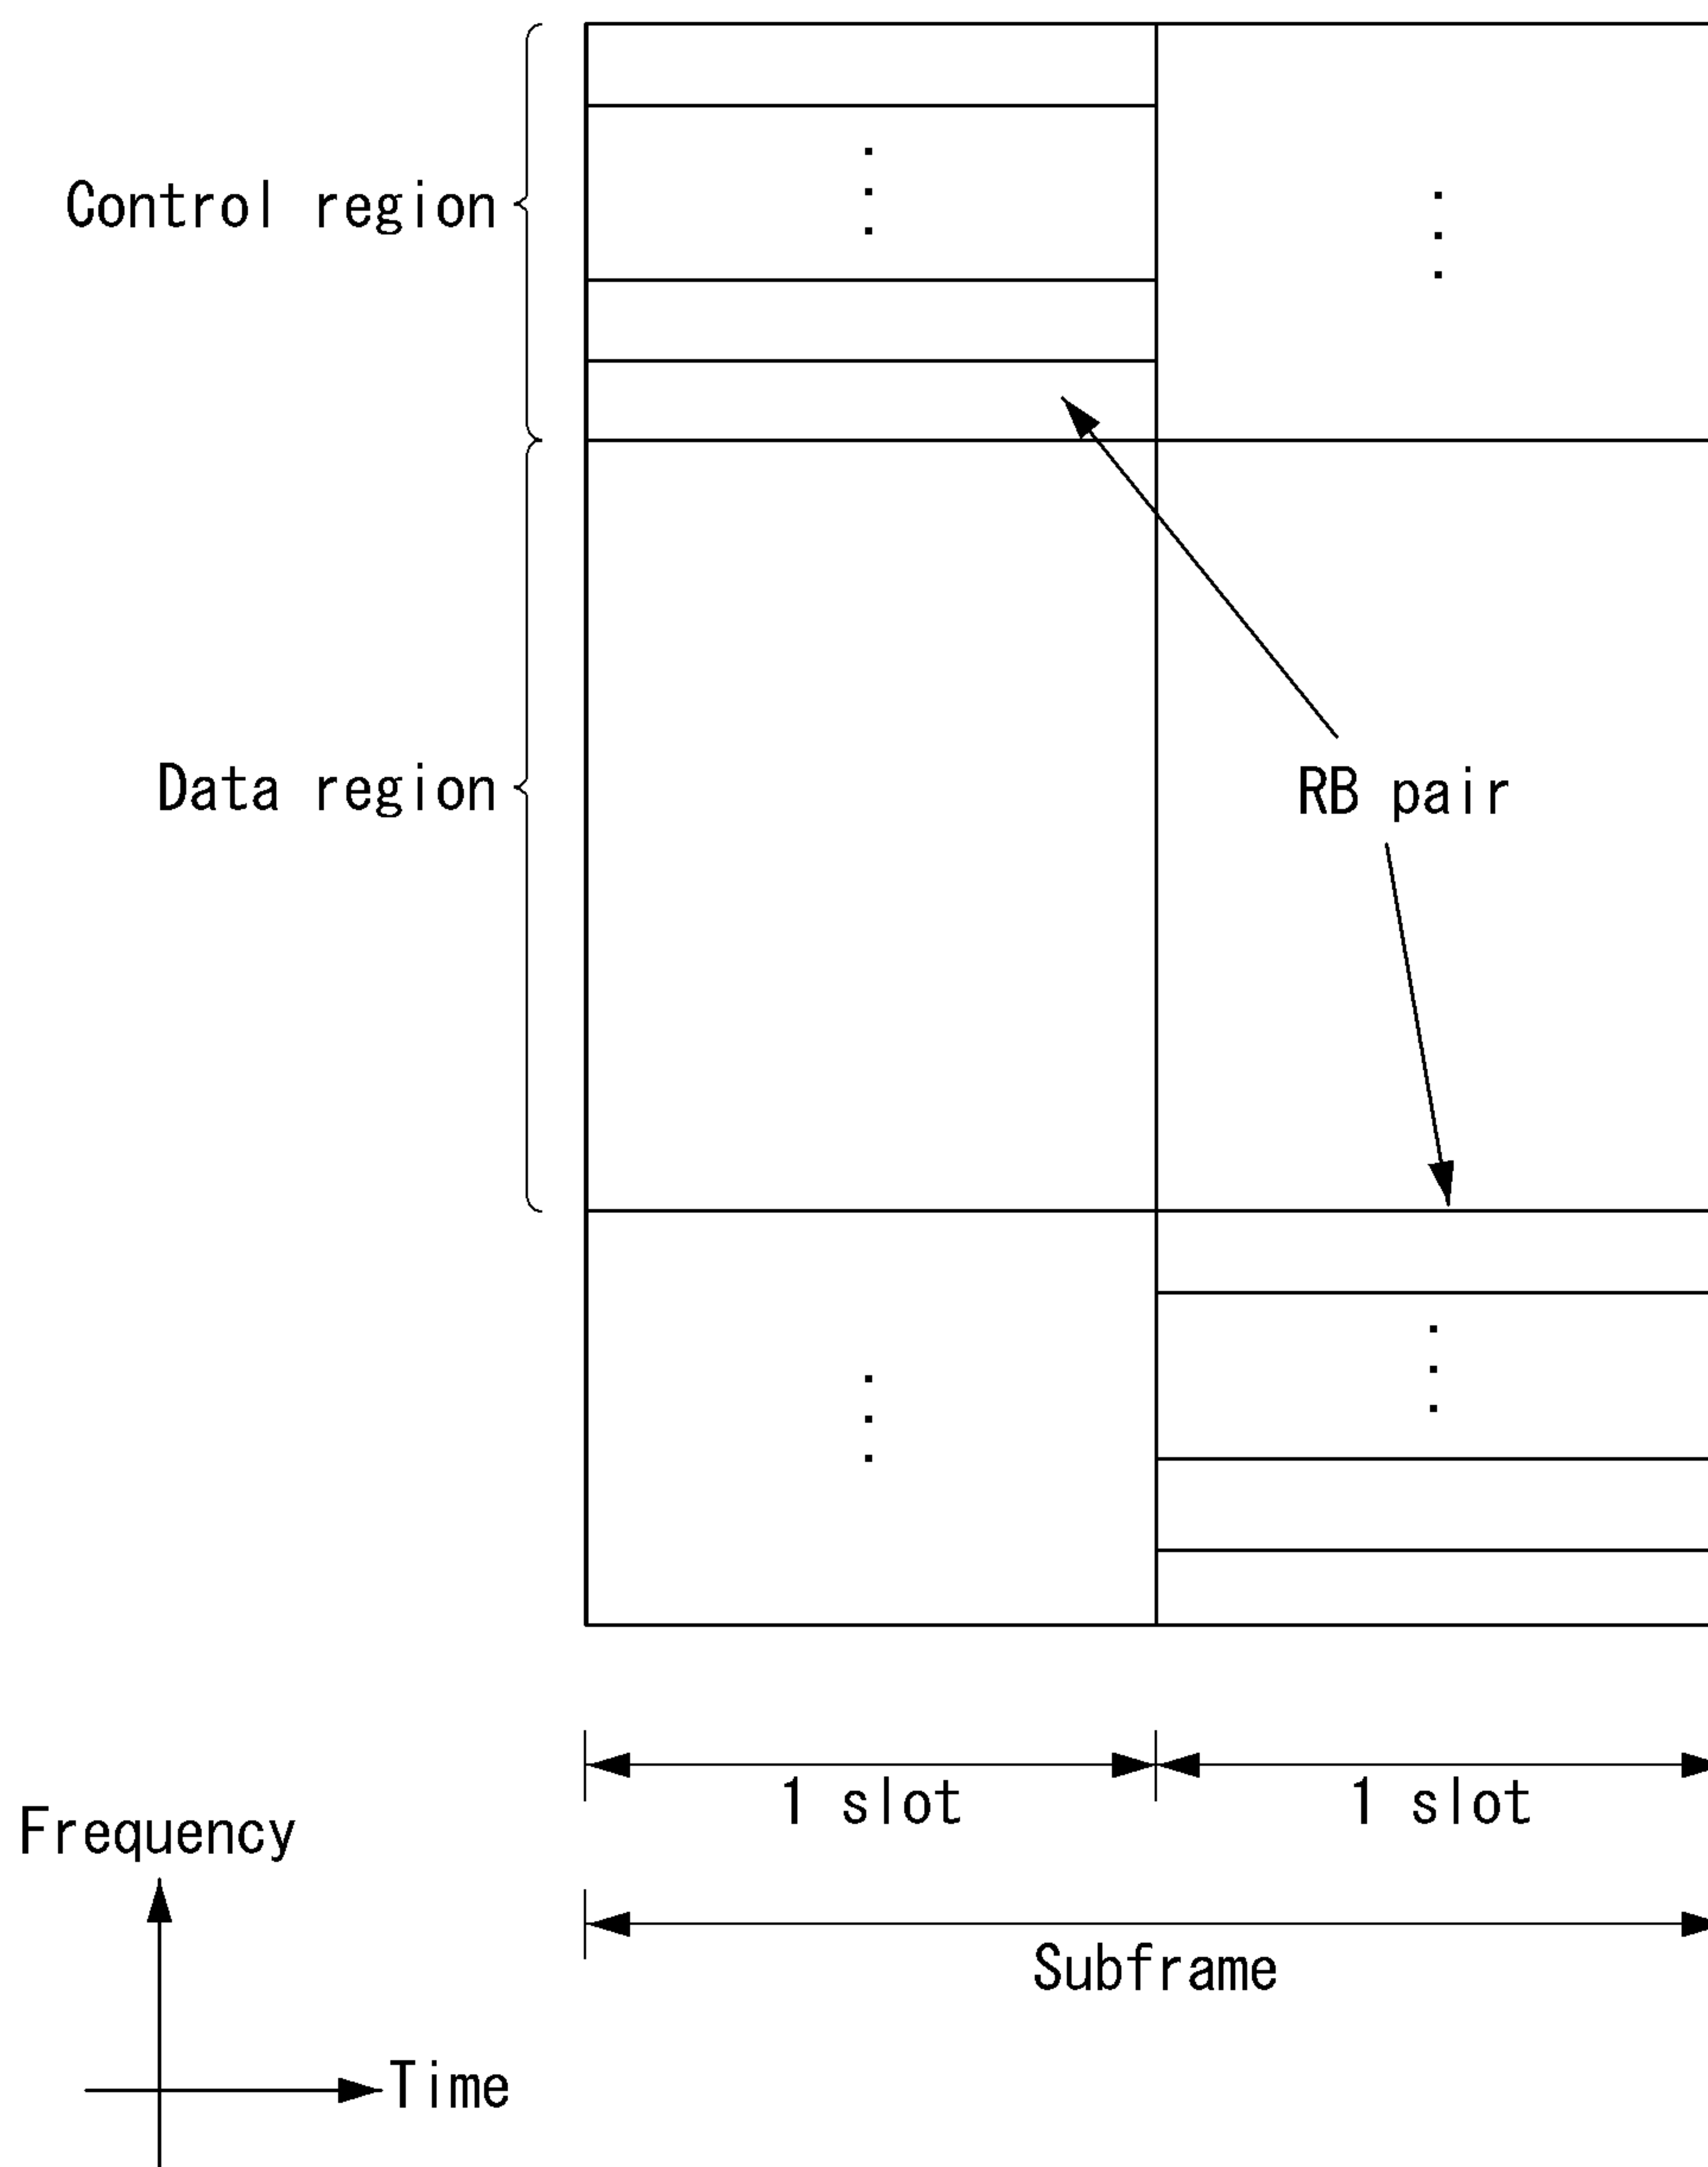 Control region
Data region
RB pair
1 slot
1 slot
Frequency
Subframe
Time